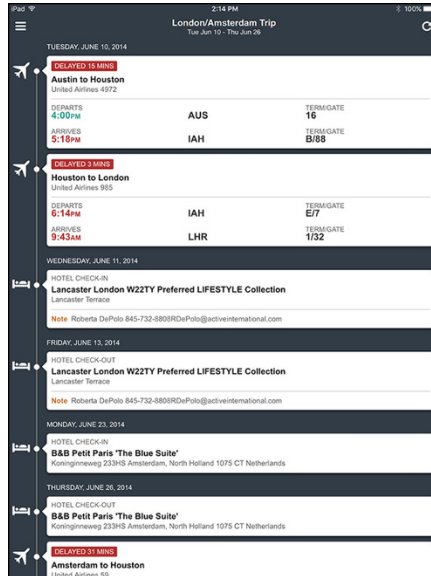 iPad
2:14 PM
100%
London/Amsterdam Trip
Tue Jun 10 - Thu Jun 26
TUESDAY, JUNE 10, 2014
DELAYED 15 MINS
Austin to Houston
United Airlines 4972
DEPARTS
TERM/GATE
4:00PM AUS 16
ARRIVES
TERM/GATE
5:18PM IAH B/88
DELAYED 3 MINS
Houston to London
United Airlines 965
DEPARTS
TERM/GATE
6:14PM IAH E/7
ARRIVES
TERM/GATE
9:43AM LHR 1/32
WEDNESDAY, JUNE 11, 2014
HOTEL CHECK-IN
Lancaster London W22TY Preferred LIFESTYLE Collection
Lancaster Terrace
Note Roberta DePolo 845-732-8808RDePolo@activeinternational.com
FRIDAY, JUNE 13, 2014
HOTEL CHECK-OUT
Lancaster London W22TY Preferred LIFESTYLE Collection
Lancaster Terrace
Note Roberta DePolo 845-732-8808RDePolo@activeinternational.com
MONDAY, JUNE 23, 2014
HOTEL CHECK-IN
B&B Petit Paris 'The Blue Suite'
Koninginneweg 233HS Amsterdam, North Holland 1075 CT Netherlands
THURSDAY, JUNE 26, 2014
HOTEL CHECK-OUT
B&B Petit Paris 'The Blue Suite'
Koninginneweg 233HS Amsterdam, North Holland 1075 CT Netherlands
DELAYED 31 MINS
Amsterdam to Houston
United Airlines 59